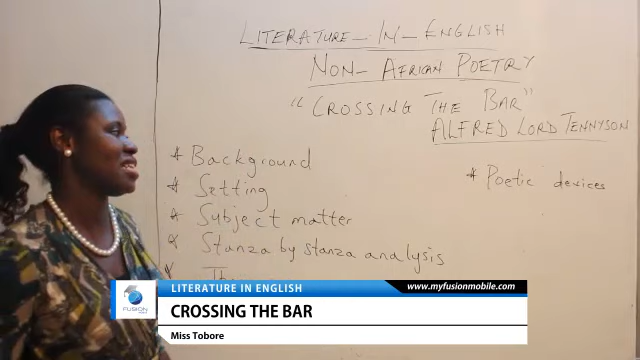 LITERATURE-IN-ENGLISH
NON-AFRICAN POETRY
"CROSSING THE BAR"
ALFRED LORD TENNYSON
* Background
* Setting
* Subject matter
* Stanza by stanza analysis
*
* Poetic devices
LITERATURE IN ENGLISH
www.myfusionmobile.com
CROSSING THE BAR
Miss Tobore
FUSION